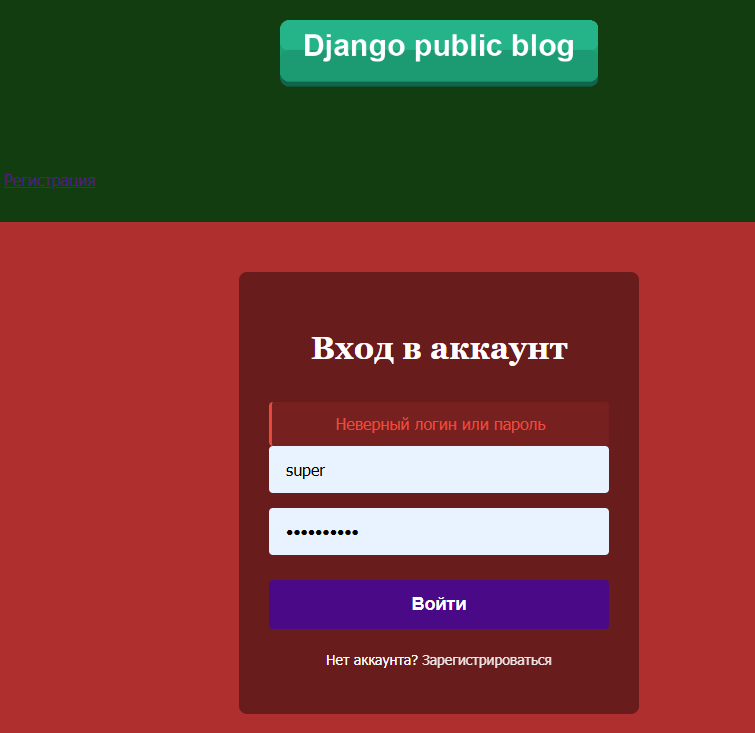 Django public blog
Регистрация
Вход в аккаунт
Неверный логин или пароль
super
••••••••••
Войти
Нет аккаунта? Зарегистрироваться